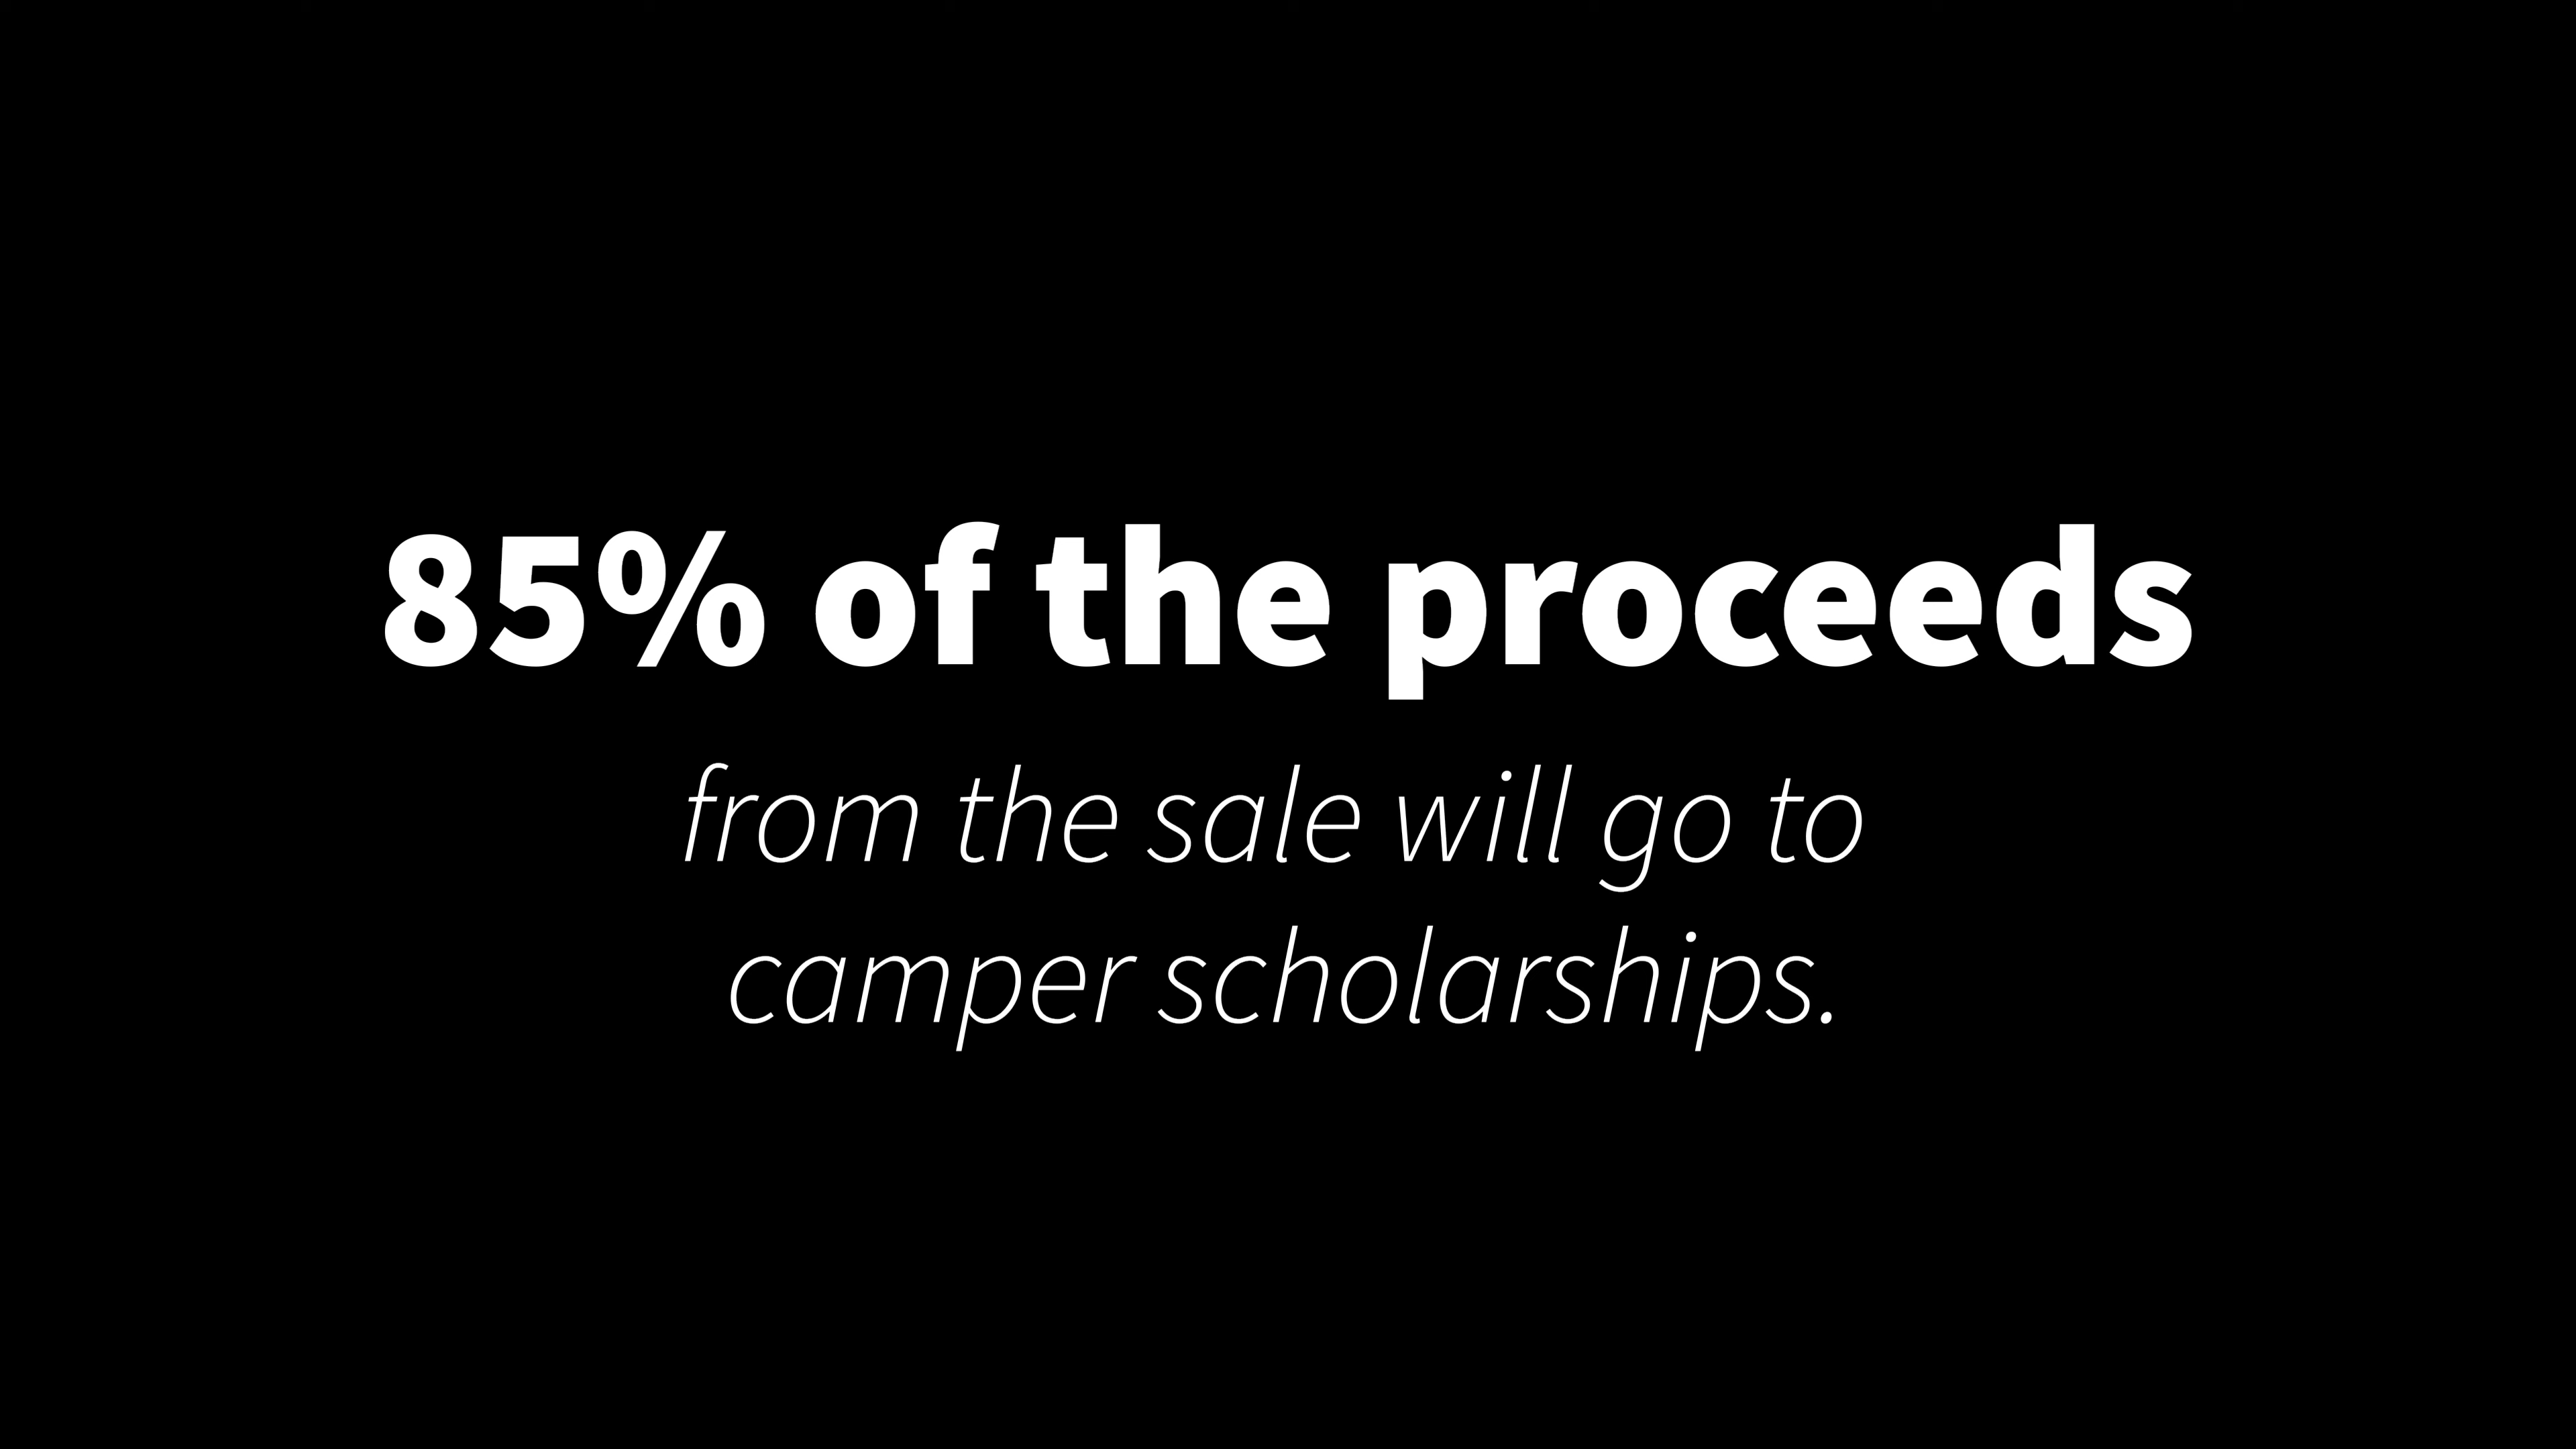 85% of the proceeds
from the sale will go to
camper scholarships.